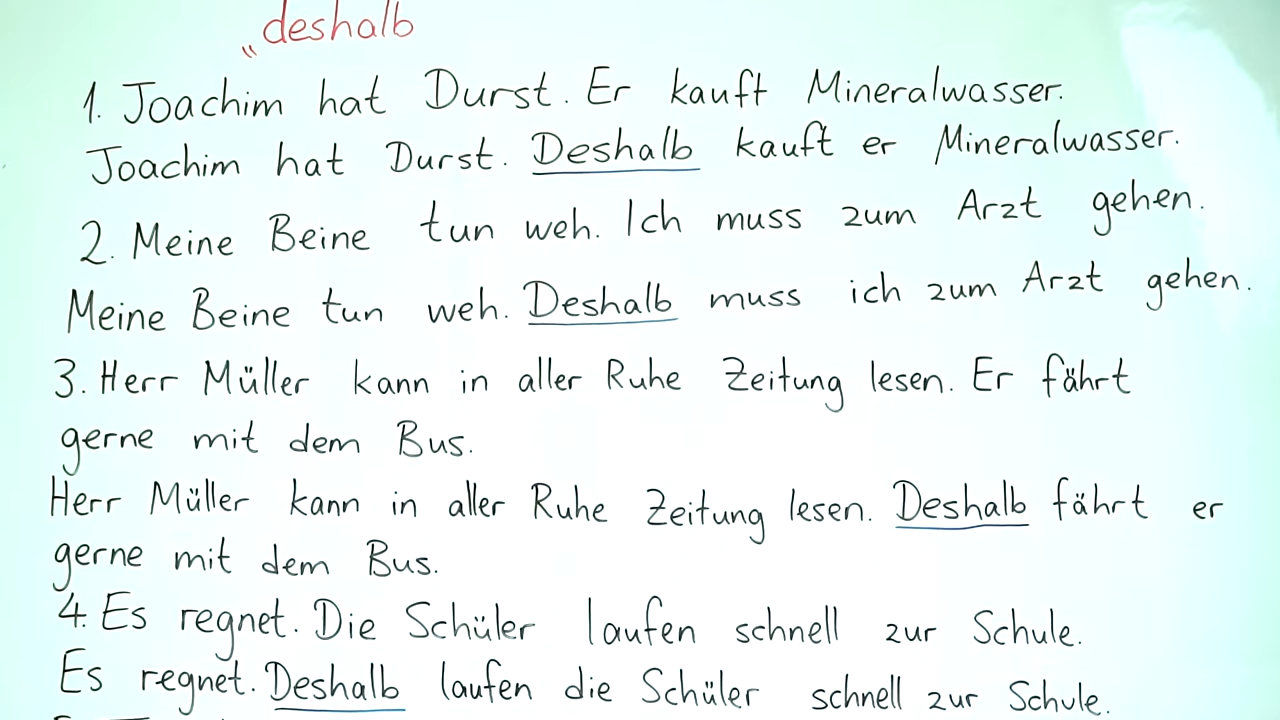 „deshalb
1. Joachim hat Durst. Er kauft Mineralwasser.
Joachim hat Durst. Deshalb kauft er Mineralwasser.
2. Meine Beine tun weh. Ich muss zum Arzt gehen.
Meine Beine tun weh. Deshalb muss ich zum Arzt gehen.
3. Herr Müller kann in aller Ruhe Zeitung lesen. Er fährt
gerne mit dem Bus.
Herr Müller kann in aller Ruhe Zeitung lesen. Deshalb fährt er
gerne mit dem Bus.
4. Es regnet. Die Schüler laufen schnell zur Schule.
Es regnet. Deshalb laufen die Schüler schnell zur Schule.